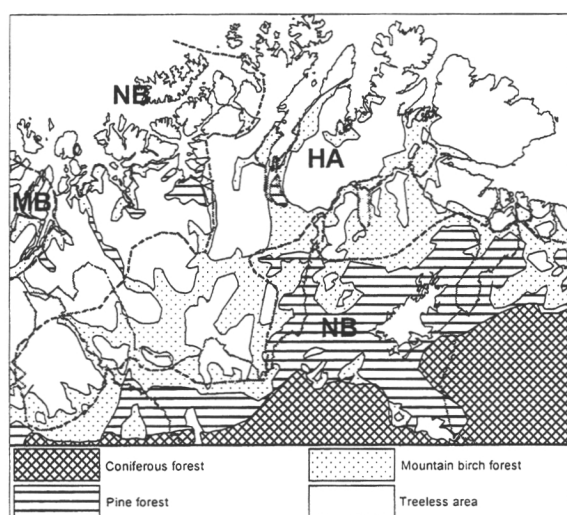 NB
HA
MB
NB
Coniferous forest
Mountain birch forest
Pine forest
Treeless area